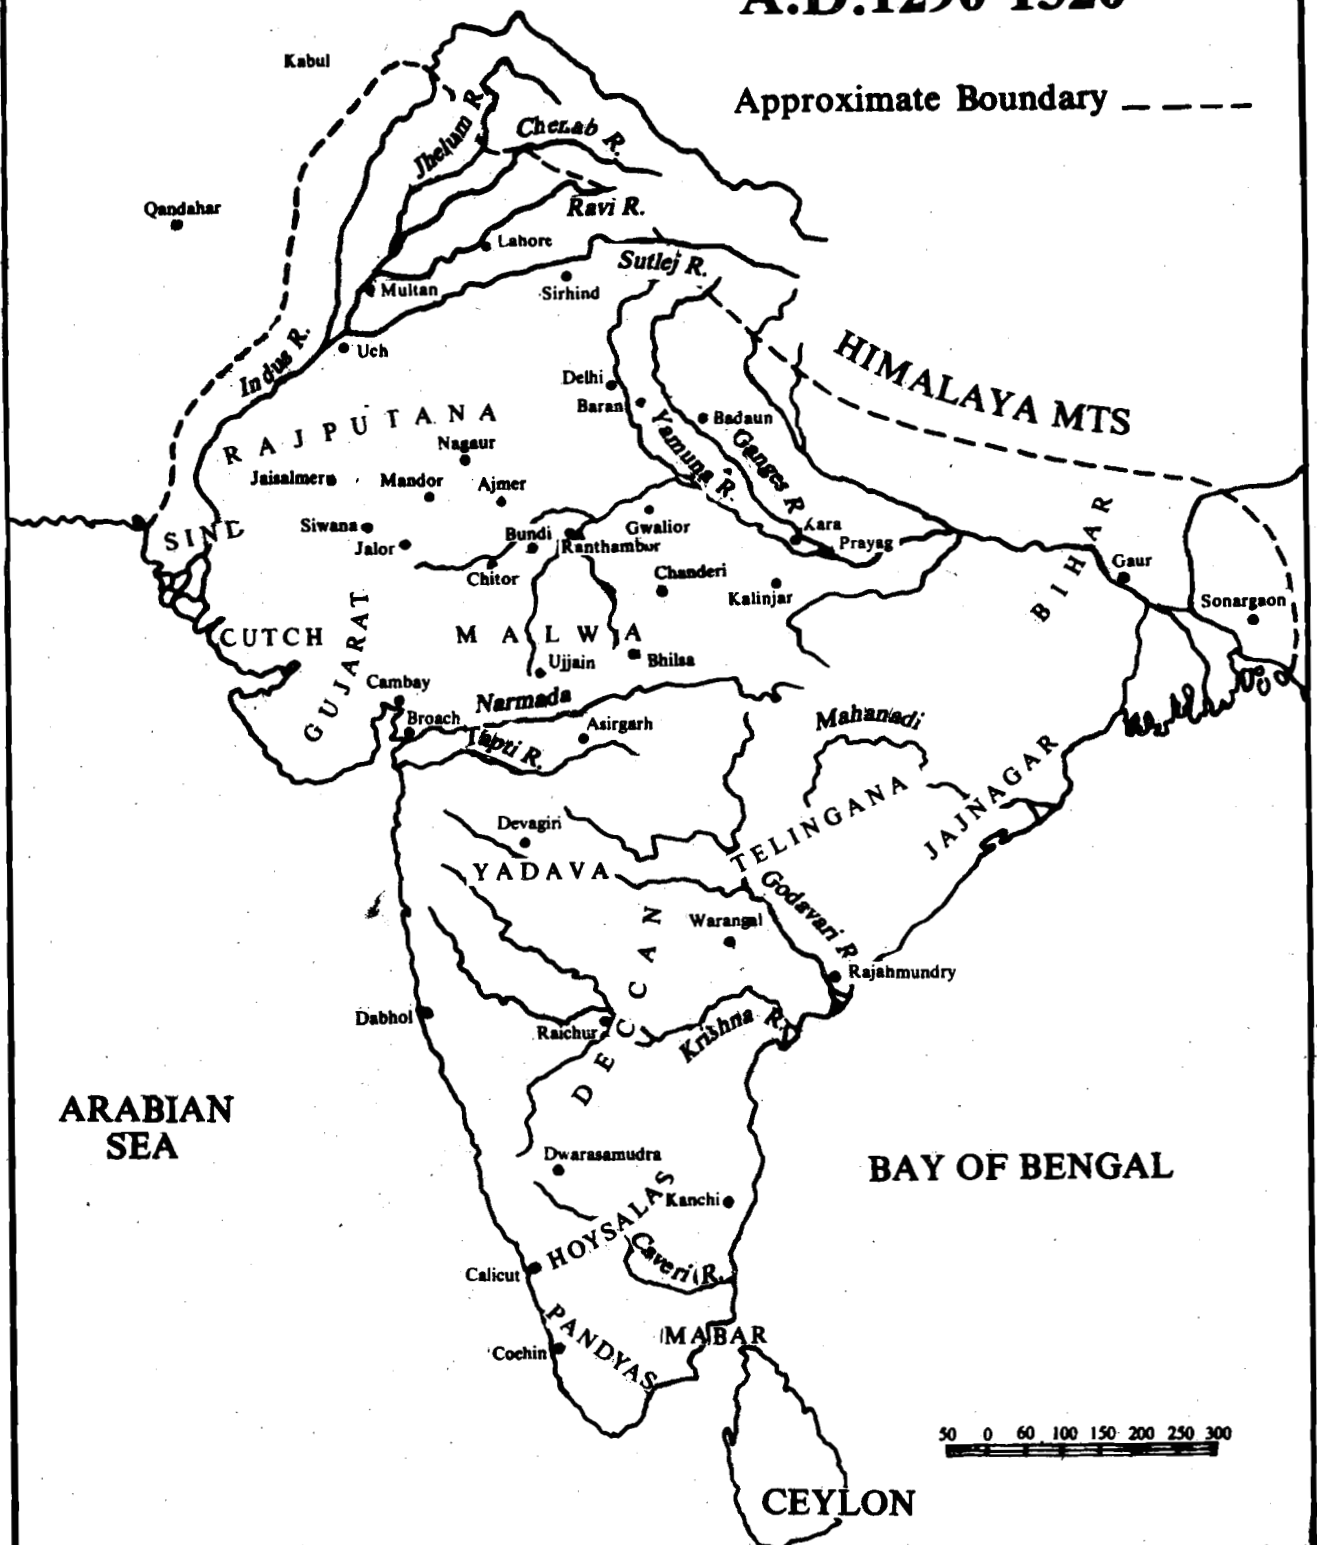 A.D.1290-1320
Approximate Boundary
Kabul
Jhelum R.
Chenab R.
Qandahar
Ravi R.
Lahore
Sutlej R.
Multan
Sirhind
Indus R.
Uch
HIMALAYA MTS
Delhi
Baran
Badaun
Yamuna R.
Ganges R
RAJPUTANA
Nagaur
Jaisalmer
Mandor
Ajmer
SIND
Siwana
Jalor
Bundi
Ranthambor
Gwalior
Kara
Prayag
BIHAR
Gaur
Chitor
Chanderi
Kalinjar
Sonargaon
CUTCH
GUJARAT
MALWA
Ujjain
Bhilsa
Cambay
Narmada
Broach
Tapti R.
Asirgarh
Mahanadi
JAJNAGAR
TELINGANA
Devagiri
YADAVA
Godavari R
Warangal
DECCAN
Rajahmundry
Dabhol
Raichur
Krishna R.
ARABIAN
SEA
Dwarasamudra
BAY OF BENGAL
Kanchi
HOYSALAS
Caveri R.
Calicut
PANDYAS
MABAR
Cochin
50 0 60 100 150 200 250 300
CEYLON